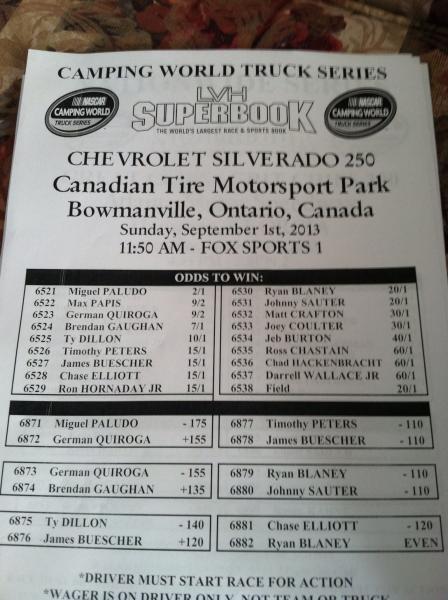 CAMPING WORLD TRUCK SERIES
NASCAR
CAMPING WORLD
TRUCK SERIES
LVH
SUPERBOOK
THE WORLD'S LARGEST RACE & SPORTS BOOK
NASCAR
CAMPING WORLD
TRUCK SERIES
CHEVROLET SILVERADO 250
Canadian Tire Motorsport Park
Bowmanville, Ontario, Canada
Sunday, September 1st, 2013
11:50 AM - FOX SPORTS 1
ODDS TO WIN:
6521 Miguel PALUDO 2/1
6522 Max PAPIS 9/2
6523 German QUIROGA 9/2
6524 Brendan GAUGHAN 7/1
6525 Ty DILLON 10/1
6526 Timothy PETERS 15/1
6527 James BUESCHER 15/1
6528 Chase ELLIOTT 15/1
6529 Ron HORNADAY JR 15/1
6530 Ryan BLANEY 20/1
6531 Johnny SAUTER 20/1
6532 Matt CRAFTON 30/1
6533 Joey COULTER 30/1
6534 Jeb BURTON 40/1
6535 Ross CHASTAIN 60/1
6536 Chad HACKENBRACHT 60/1
6537 Darrell WALLACE JR 60/1
6538 Field 20/1
6871 Miguel PALUDO - 175
6872 German QUIROGA +155
6877 Timothy PETERS - 110
6878 James BUESCHER - 110
6873 German QUIROGA - 155
6874 Brendan GAUGHAN +135
6879 Ryan BLANEY - 110
6880 Johnny SAUTER - 110
6875 Ty DILLON - 140
6876 James BUESCHER +120
6881 Chase ELLIOTT - 120
6882 Ryan BLANEY EVEN
*DRIVER MUST START RACE FOR ACTION
*WAGER IS ON DRIVER ONLY, NOT TEAM OR TRUCK